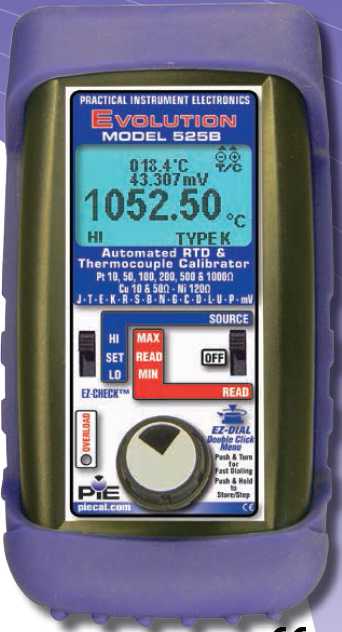 PRACTICAL INSTRUMENT ELECTRONICS
EVOLUTION
MODEL 525B
018.4°C
T/C
43.307mV
1052.50 °C
HI TYPE K
Automated RTD &
Thermocouple Calibrator
Pt 10, 50, 100, 200, 500 & 1000Ω
Cu 10 & 50Ω - Ni 120Ω
J-T-E-K-R-S-B-N-G-C-D-L-U-P-mV
SOURCE
HI MAX
SET READ OFF
LO MIN
EZ-CHECK™ READ
OVERLOAD
EZ-DIAL
Double Click
Menu
Push & Turn
for
Fast Dialing
Push & Hold
to
Store/Step
PIE
piecal.com CE